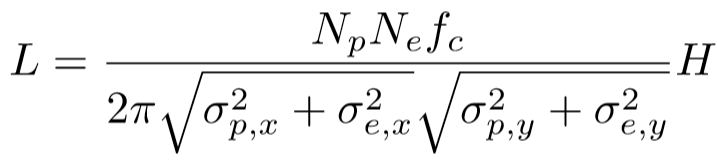 L = \frac{N_p N_e f_c}{2\pi \sqrt{\sigma_{p,x}^2 + \sigma_{e,x}^2} \sqrt{\sigma_{p,y}^2 + \sigma_{e,y}^2}} H